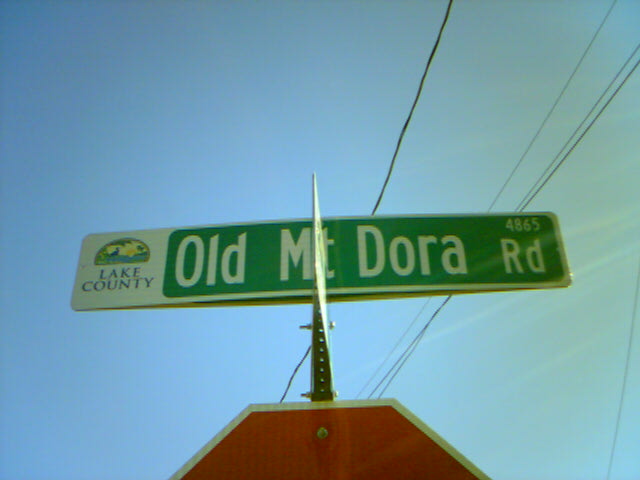 LAKE
COUNTY
Old Mt Dora Rd
4865